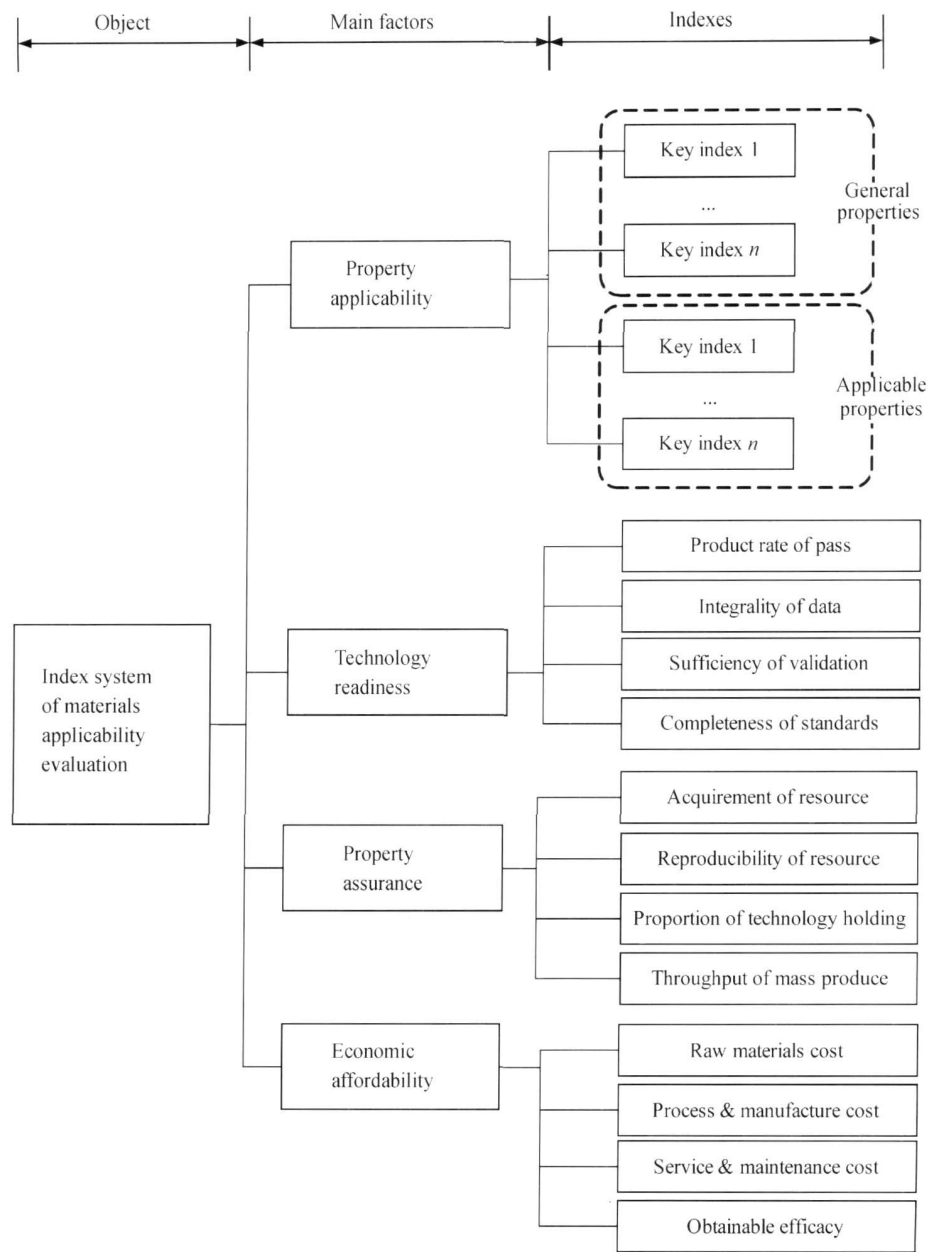 Object
Main factors
Indexes
Key index 1
...
Key index n
General
properties
Property
applicability
Key index 1
...
Key index n
Applicable
properties
Product rate of pass
Integrality of data
Sufficiency of validation
Completeness of standards
Technology
readiness
Index system
of materials
applicability
evaluation
Acquirement of resource
Reproducibility of resource
Proportion of technology holding
Throughput of mass produce
Property
assurance
Economic
affordability
Raw materials cost
Process & manufacture cost
Service & maintenance cost
Obtainable efficacy